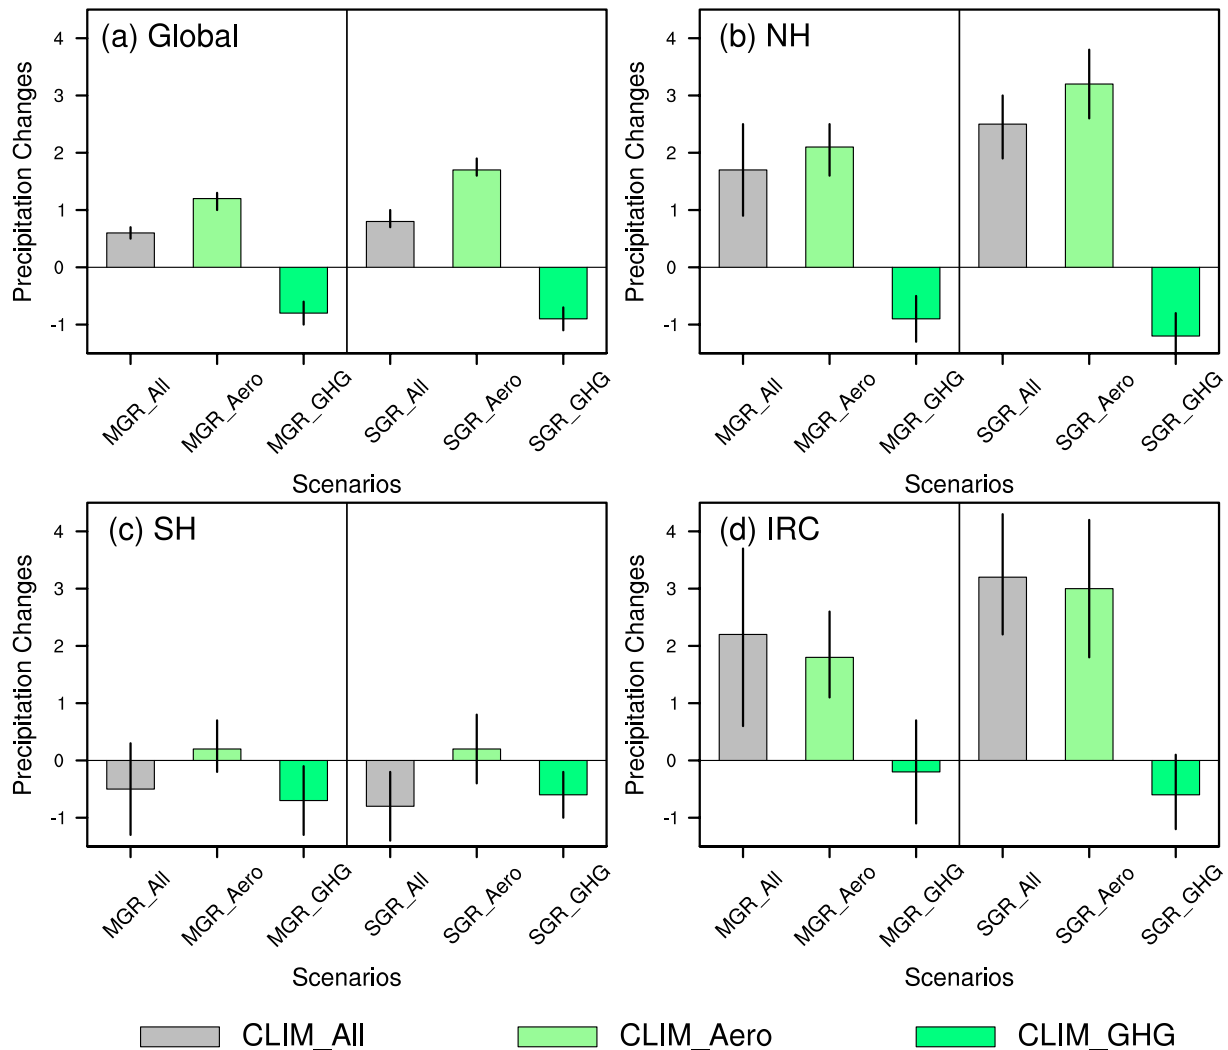 (a) Global
Precipitation Changes
4
3
2
1
0
-1
MGR_All
MGR_Aero
MGR_GHG
SGR_All
SGR_Aero
SGR_GHG
Scenarios
(b) NH
Precipitation Changes
4
3
2
1
0
-1
MGR_All
MGR_Aero
MGR_GHG
SGR_All
SGR_Aero
SGR_GHG
Scenarios
(c) SH
Precipitation Changes
4
3
2
1
0
-1
MGR_All
MGR_Aero
MGR_GHG
SGR_All
SGR_Aero
SGR_GHG
Scenarios
(d) IRC
Precipitation Changes
4
3
2
1
0
-1
MGR_All
MGR_Aero
MGR_GHG
SGR_All
SGR_Aero
SGR_GHG
Scenarios
CLIM_All
CLIM_Aero
CLIM_GHG